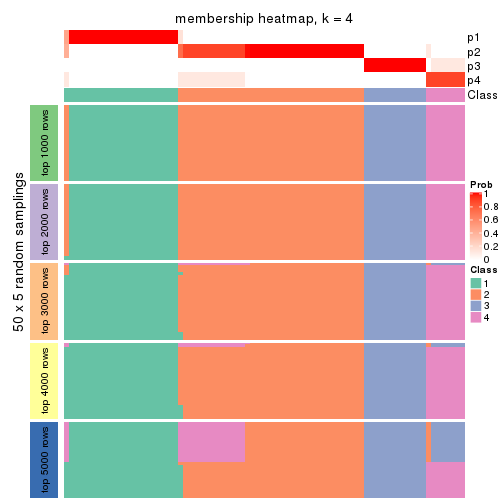 membership heatmap, k = 4
p1
p2
p3
p4
Class
50 x 5 random samplings
top 1000 rows
top 2000 rows
top 3000 rows
top 4000 rows
top 5000 rows
Prob
1
0.8
0.6
0.4
0.2
0
Class
1
2
3
4